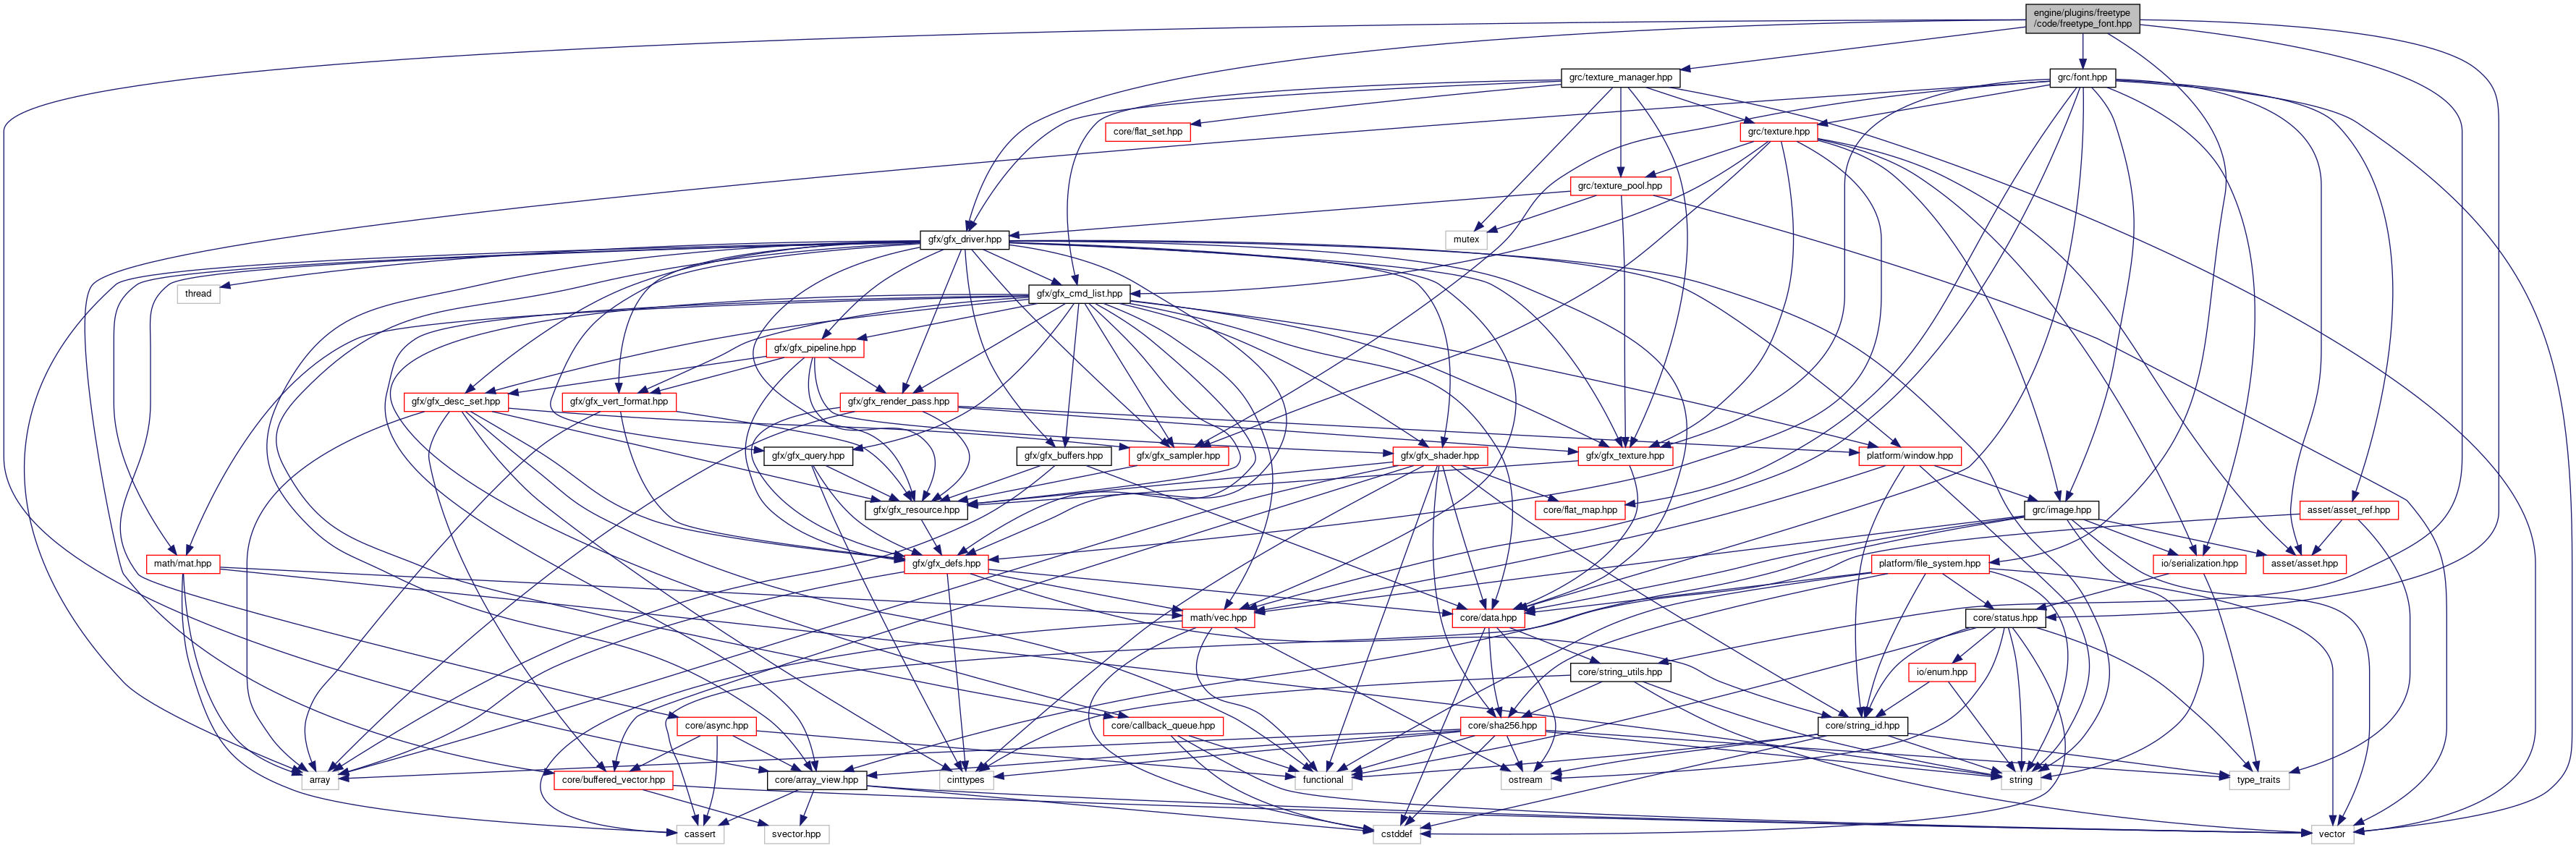 engine/plugins/freetype
/code/freetype_font.hpp
grc/texture_manager.hpp
grc/font.hpp
core/flat_set.hpp
grc/texture.hpp
grc/texture_pool.hpp
gfx/gfx_driver.hpp
mutex
thread
gfx/gfx_cmd_list.hpp
gfx/gfx_pipeline.hpp
gfx/gfx_desc_set.hpp
gfx/gfx_vert_format.hpp
gfx/gfx_render_pass.hpp
gfx/gfx_query.hpp
gfx/gfx_buffers.hpp
gfx/gfx_sampler.hpp
gfx/gfx_shader.hpp
gfx/gfx_texture.hpp
platform/window.hpp
gfx/gfx_resource.hpp
core/flat_map.hpp
grc/image.hpp
asset/asset_ref.hpp
math/mat.hpp
gfx/gfx_defs.hpp
platform/file_system.hpp
io/serialization.hpp
asset/asset.hpp
math/vec.hpp
core/data.hpp
core/status.hpp
core/string_utils.hpp
io/enum.hpp
core/async.hpp
core/callback_queue.hpp
core/sha256.hpp
core/string_id.hpp
array
core/buffered_vector.hpp
core/array_view.hpp
cinttypes
functional
ostream
string
type_traits
cassert
svector.hpp
cstddef
vector